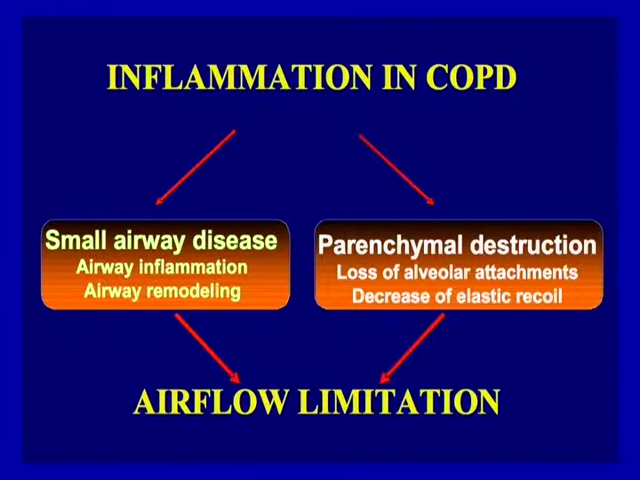 INFLAMMATION IN COPD
Small airway disease
Airway inflammation
Airway remodeling
Parenchymal destruction
Loss of alveolar attachments
Decrease of elastic recoil
AIRFLOW LIMITATION